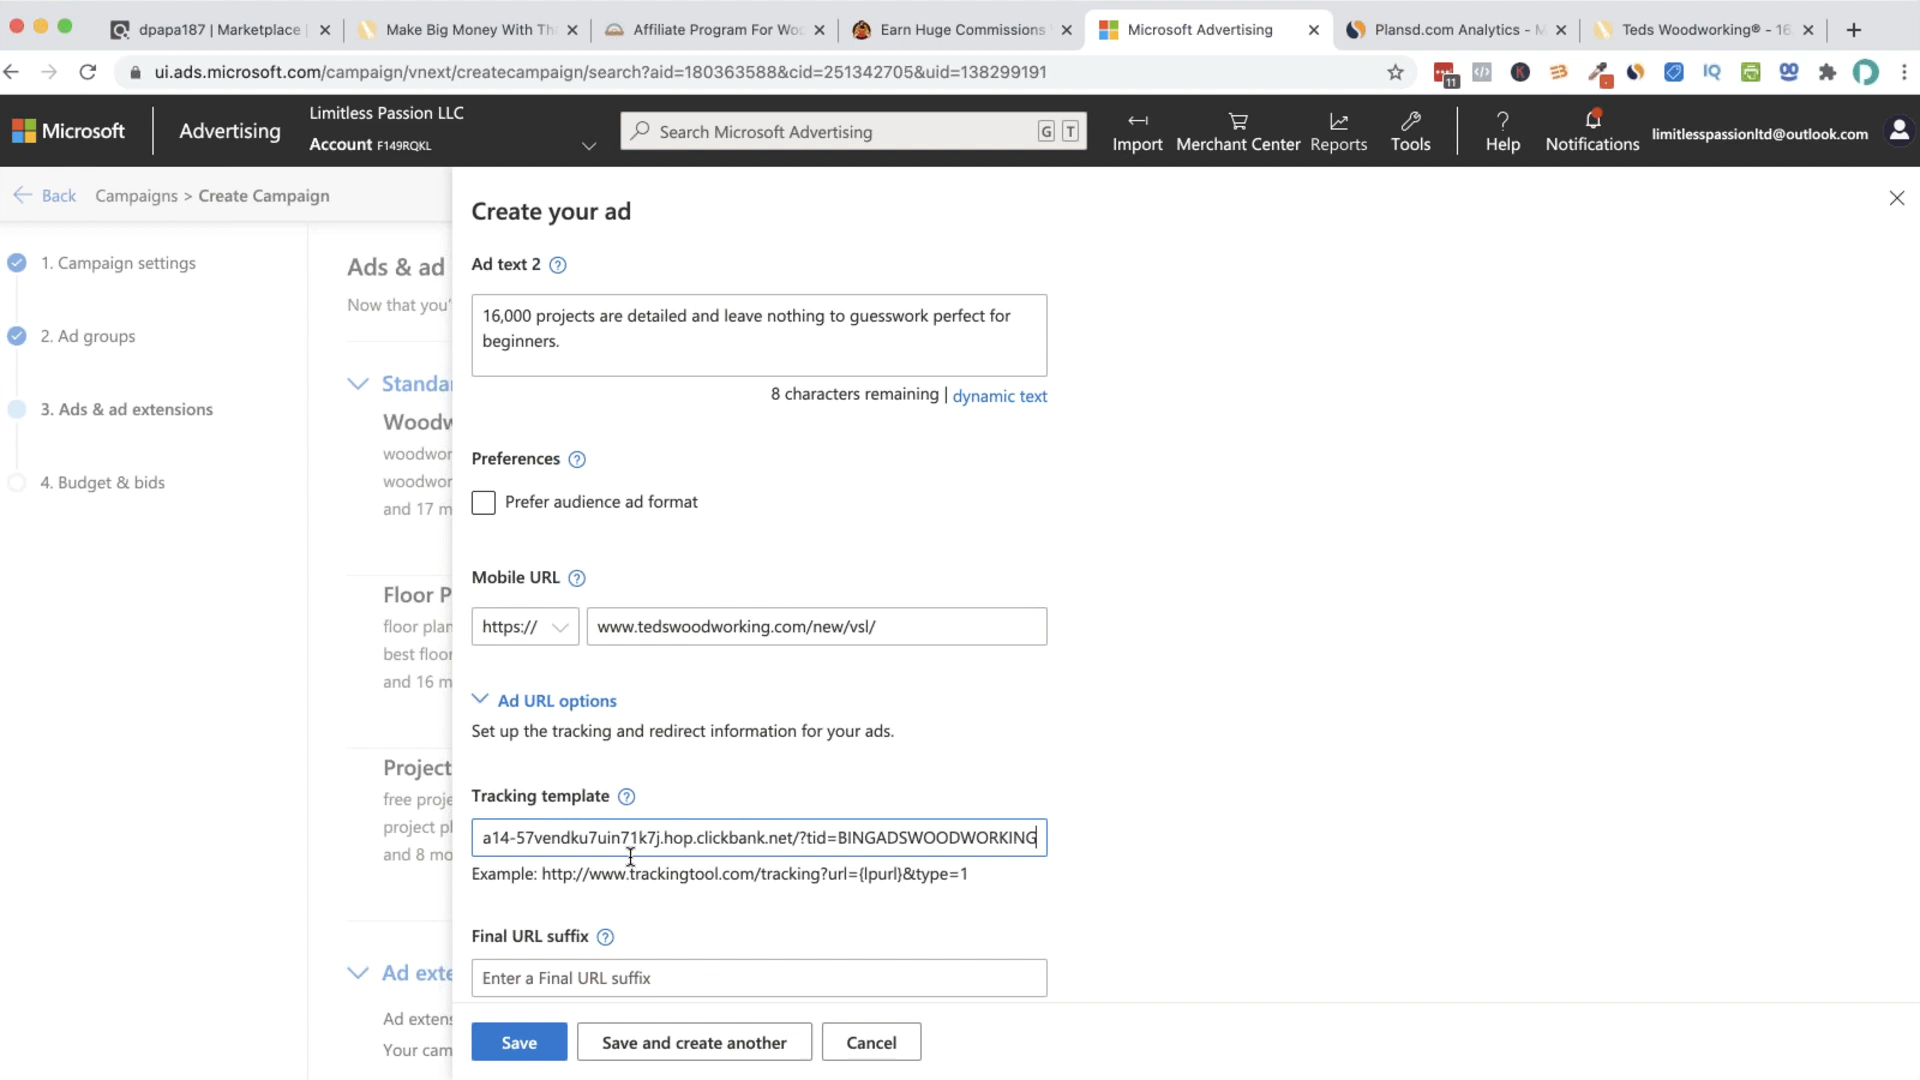 dpapa187 | Marketplace
Make Big Money With Th
Affiliate Program For Woo
Earn Huge Commissions
Microsoft Advertising
Plansd.com Analytics - M
Teds Woodworking® - 16
ui.ads.microsoft.com/campaign/vnext/createcampaign/search?aid=180363588&cid=251342705&uid=138299191
11
IQ
K
Microsoft
Advertising
Limitless Passion LLC
Account F149RQKL
Search Microsoft Advertising
G T
Import
Merchant Center
Reports
Tools
Help
Notifications
limitlesspassionltd@outlook.com
Back
Campaigns > Create Campaign
1. Campaign settings
2. Ad groups
3. Ads & ad extensions
4. Budget & bids
Ads & ad
Now that you'
Standa
Woodw
woodwor
woodwor
and 17 m
Floor P
floor plan
best floor
and 16 m
Project
free proje
project pl
and 8 mo
Ad exte
Ad extens
Your cam
Create your ad
Ad text 2
16,000 projects are detailed and leave nothing to guesswork perfect for
beginners.
8 characters remaining | dynamic text
Preferences
Prefer audience ad format
Mobile URL
https://
www.tedswoodworking.com/new/vsl/
Ad URL options
Set up the tracking and redirect information for your ads.
Tracking template
a14-57vendku7uin71k7j.hop.clickbank.net/?tid=BINGADSWOODWORKING
Example: http://www.trackingtool.com/tracking?url={lpurl}&type=1
Final URL suffix
Enter a Final URL suffix
Save
Save and create another
Cancel